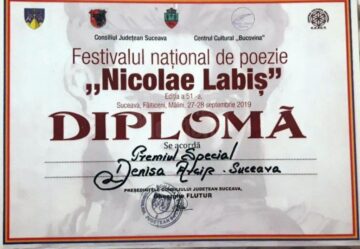 Consiliul Județean Suceava
Centrul Cultural „Bucovina”
Festivalul național de poezie
„Nicolae Labiș”
Ediția a 51-a,
Suceava, Fălticeni, Mălini, 27-28 septembrie 2019
DIPLOMĂ
Se acordă
Premiul Special
Denisa Arcip - Suceava
PREȘEDINTELE CONSILIULUI JUDEȚEAN SUCEAVA,
Gheorghe FLUTUR